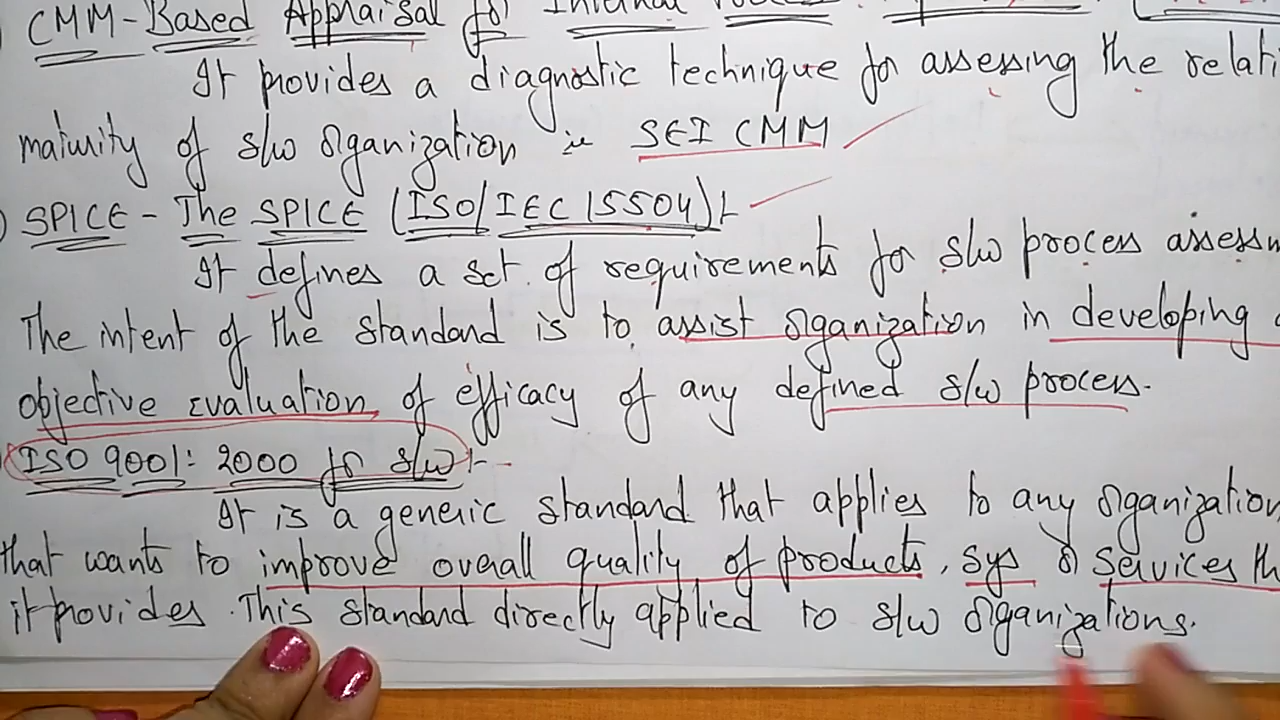 CMM-Based Appraisal for Internal
It provides a diagnostic technique for assessing the relati
maturity of s/w organization in SEI CMM
SPICE - The SPICE (ISO/IEC 15504):-
It defines a set of requirements for s/w process assessm
The intent of the standard is to assist organization in developing
objective evaluation of efficacy of any defined s/w process.
ISO 9001: 2000 for s/w:-
It is a generic standard that applies to any organization
that wants to improve overall quality of products, sys or services th
it provides. This standard directly applied to s/w organizations.